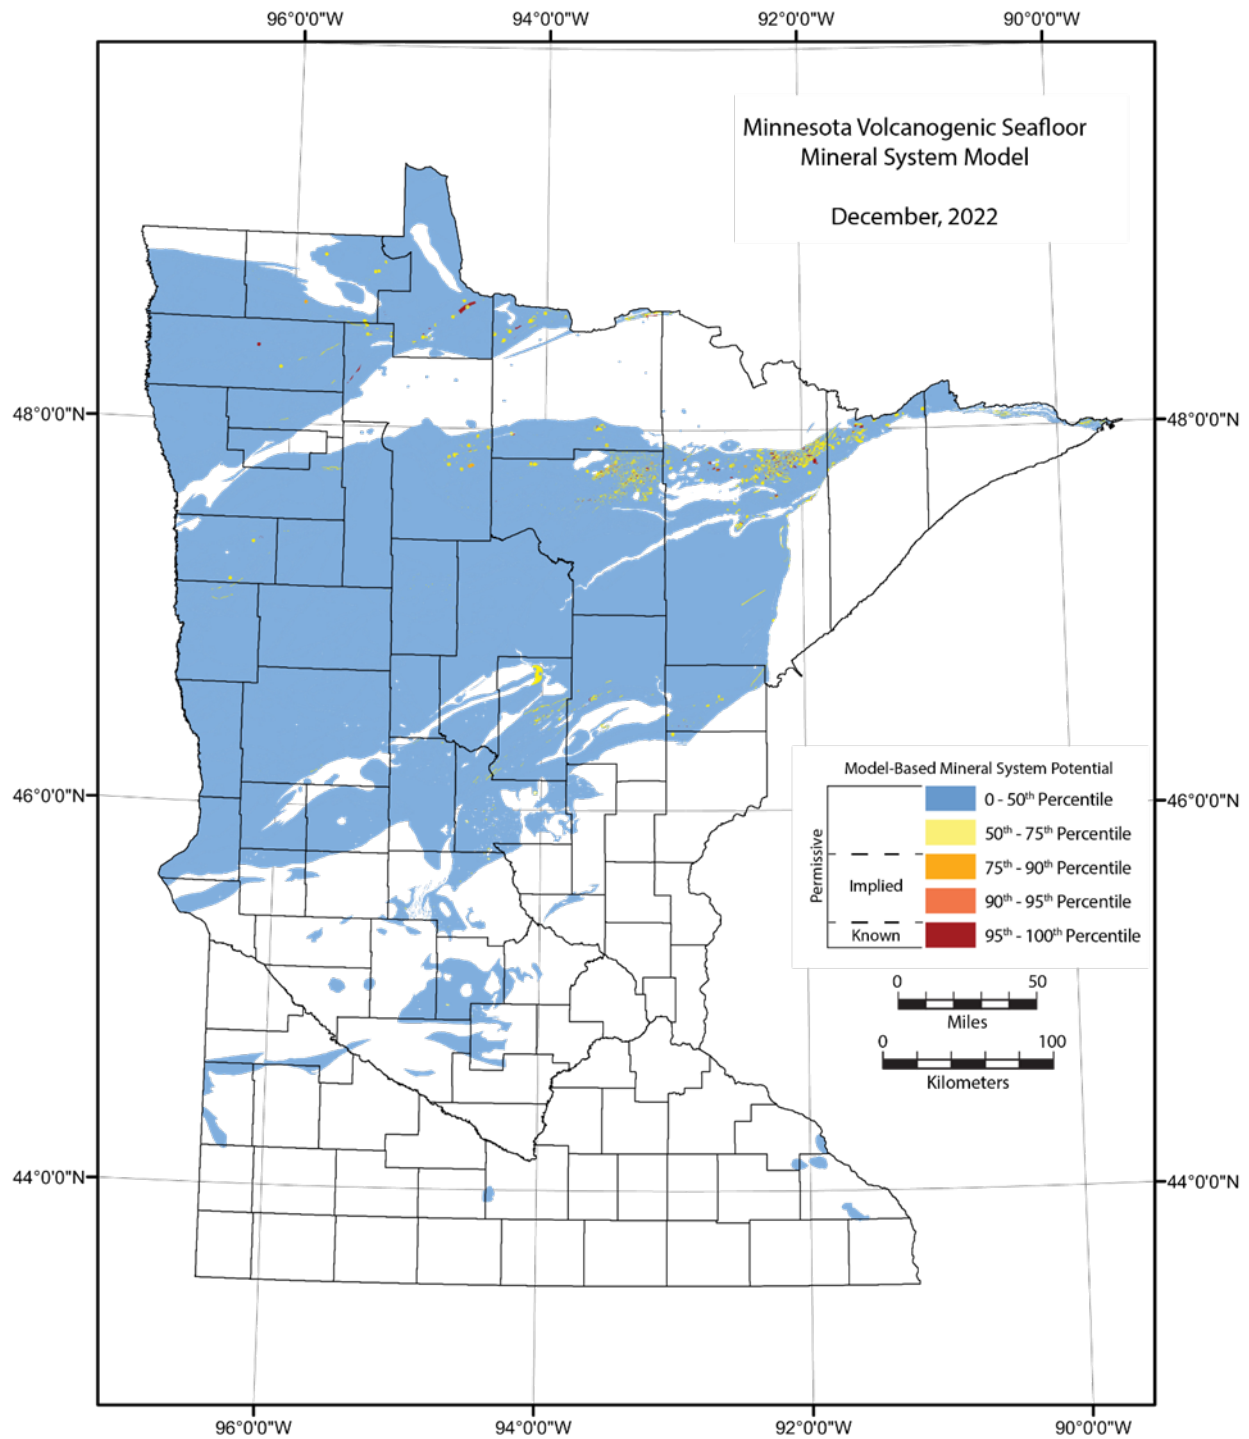 96°0'0"W 94°0'0"W 92°0'0"W 90°0'0"W
Minnesota Volcanogenic Seafloor
Mineral System Model
December, 2022
48°0'0"N
48°0'0"N
46°0'0"N
46°0'0"N
44°0'0"N
44°0'0"N
Model-Based Mineral System Potential
Permissive
Implied
Known
0 - 50th Percentile
50th - 75th Percentile
75th - 90th Percentile
90th - 95th Percentile
95th - 100th Percentile
0 50
Miles
0 100
Kilometers
96°0'0"W 94°0'0"W 92°0'0"W 90°0'0"W